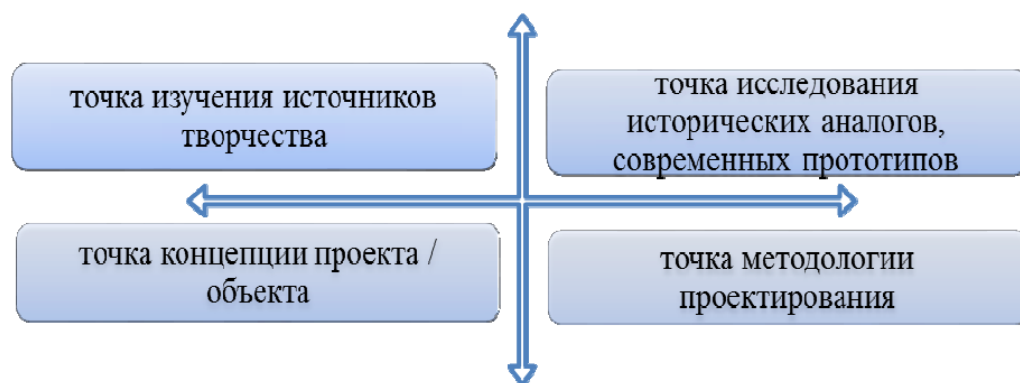 точка изучения источников
творчества
точка исследования
исторических аналогов,
современных прототипов
точка концепции проекта /
объекта
точка методологии
проектирования